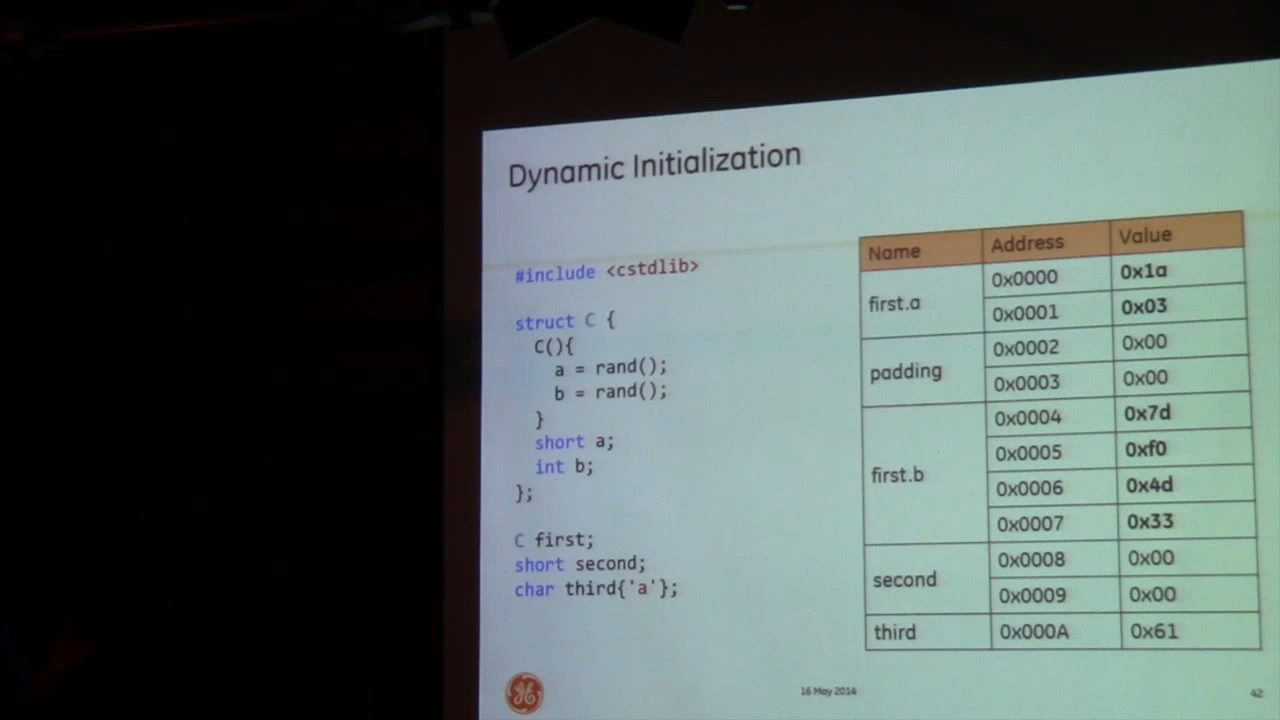 Dynamic Initialization
#include <cstdlib>
struct C {
C(){
a = rand();
b = rand();
}
short a;
int b;
};
C first;
short second;
char third{'a'};
Name Address Value
first.a 0x0000 0x1a
0x0001 0x03
padding 0x0002 0x00
0x0003 0x00
first.b 0x0004 0x7d
0x0005 0xf0
0x0006 0x4d
0x0007 0x33
second 0x0008 0x00
0x0009 0x00
third 0x000A 0x61
GE
16 May 2014
42